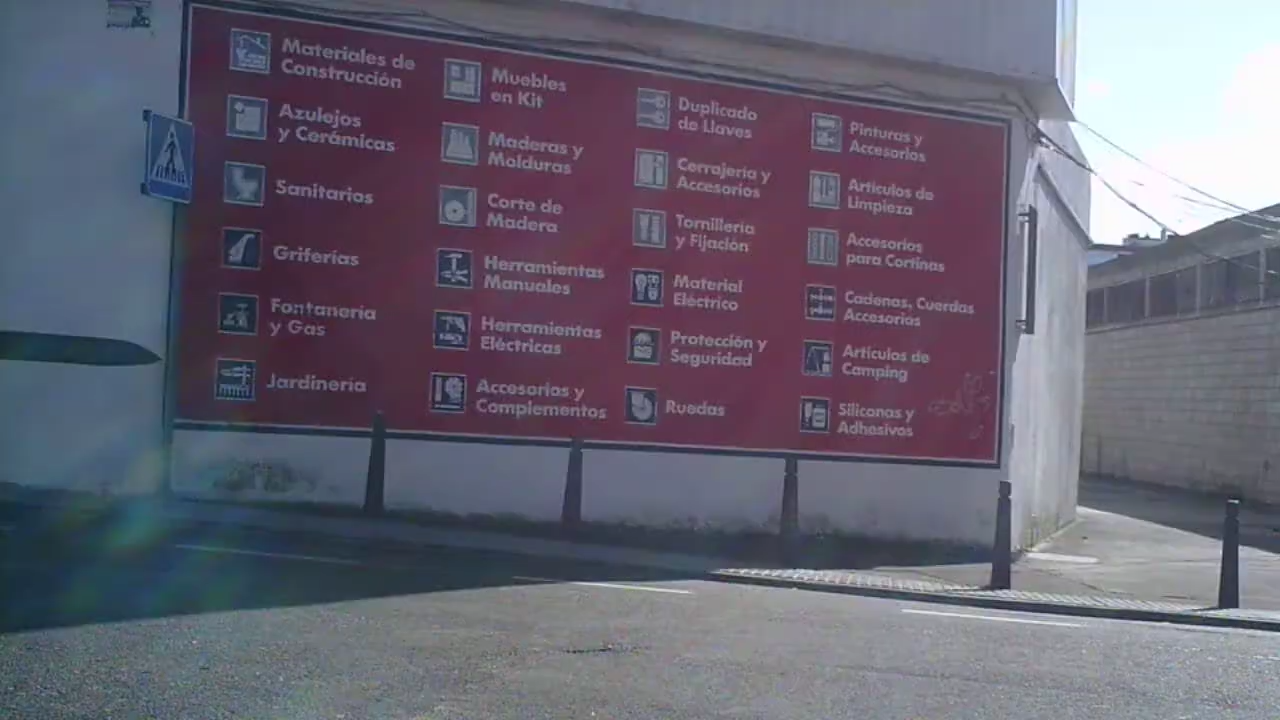 Materiales de
Construcción
Azulejos
y Cerámicas
Sanitarios
Griferías
Fontanería
y Gas
Jardinería
Muebles
en Kit
Maderas y
Molduras
Corte de
Madera
Herramientas
Manuales
Herramientas
Eléctricas
Accesorios y
Complementos
Duplicado
de Llaves
Cerrajería y
Accesorios
Tornillería
y Fijación
Material
Eléctrico
Protección y
Seguridad
Ruedas
Pinturas y
Accesorios
Artículos de
Limpieza
Accesorios
para Cortinas
Cadenas, Cuerdas
Accesorios
Artículos de
Camping
Siliconas y
Adhesivos